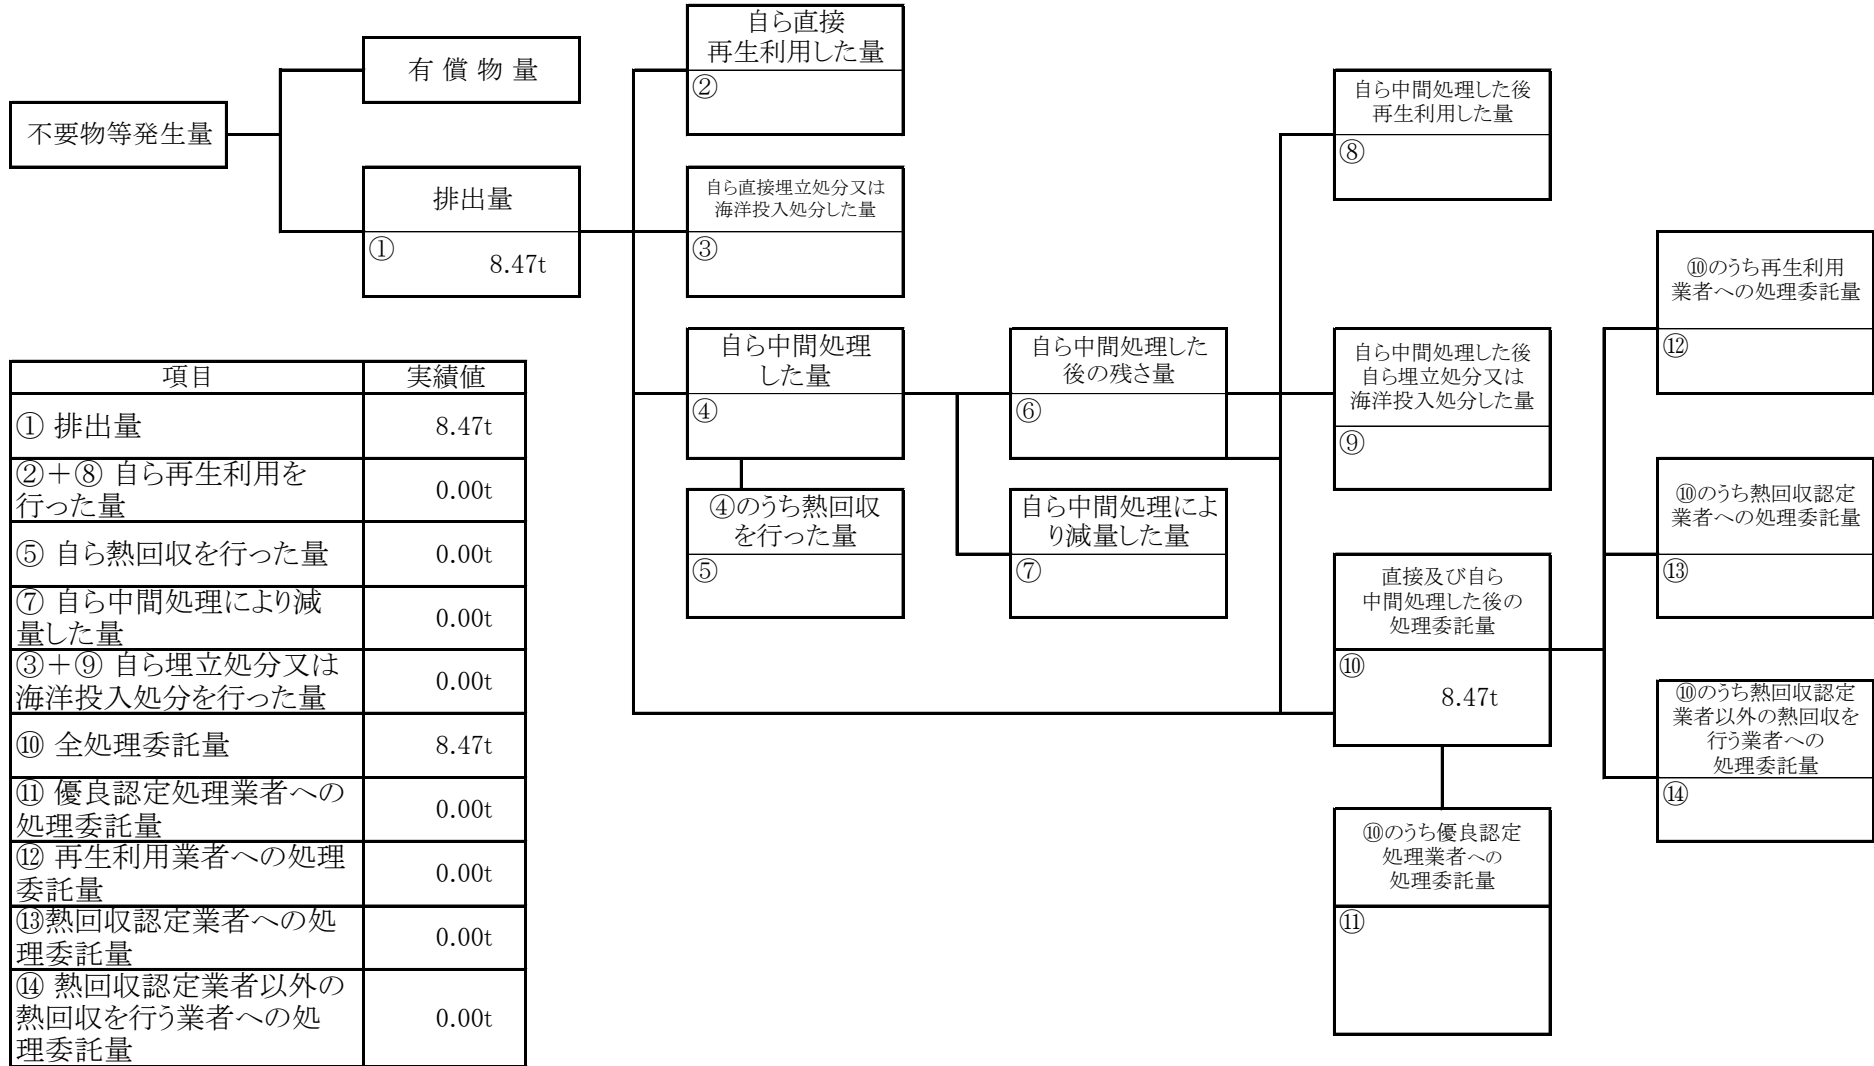 不要物等発生量
有償物量
排出量
①
8.47t
自ら直接
再生利用した量
②
自ら直接埋立処分又は
海洋投入処分した量
③
自ら中間処理
した量
④
④のうち熱回収
を行った量
⑤
自ら中間処理した
後の残さ量
⑥
自ら中間処理によ
り減量した量
⑦
自ら中間処理した後
再生利用した量
⑧
自ら中間処理した後
自ら埋立処分又は
海洋投入処分した量
⑨
直接及び自ら
中間処理した後の
処理委託量
⑩
8.47t
⑩のうち優良認定
処理業者への
処理委託量
⑪
⑩のうち再生利用
業者への処理委託量
⑫
⑩のうち熱回収認定
業者への処理委託量
⑬
⑩のうち熱回収認定
業者以外の熱回収を
行う業者への
処理委託量
⑭
項目 実績値
① 排出量 8.47t
②＋⑧ 自ら再生利用を
行った量 0.00t
⑤ 自ら熱回収を行った量 0.00t
⑦ 自ら中間処理により減
量した量 0.00t
③＋⑨ 自ら埋立処分又は
海洋投入処分を行った量 0.00t
⑩ 全処理委託量 8.47t
⑪ 優良認定処理業者への
処理委託量 0.00t
⑫ 再生利用業者への処理
委託量 0.00t
⑬熱回収認定業者への処
理委託量 0.00t
⑭ 熱回収認定業者以外の
熱回収を行う業者への処
理委託量 0.00t